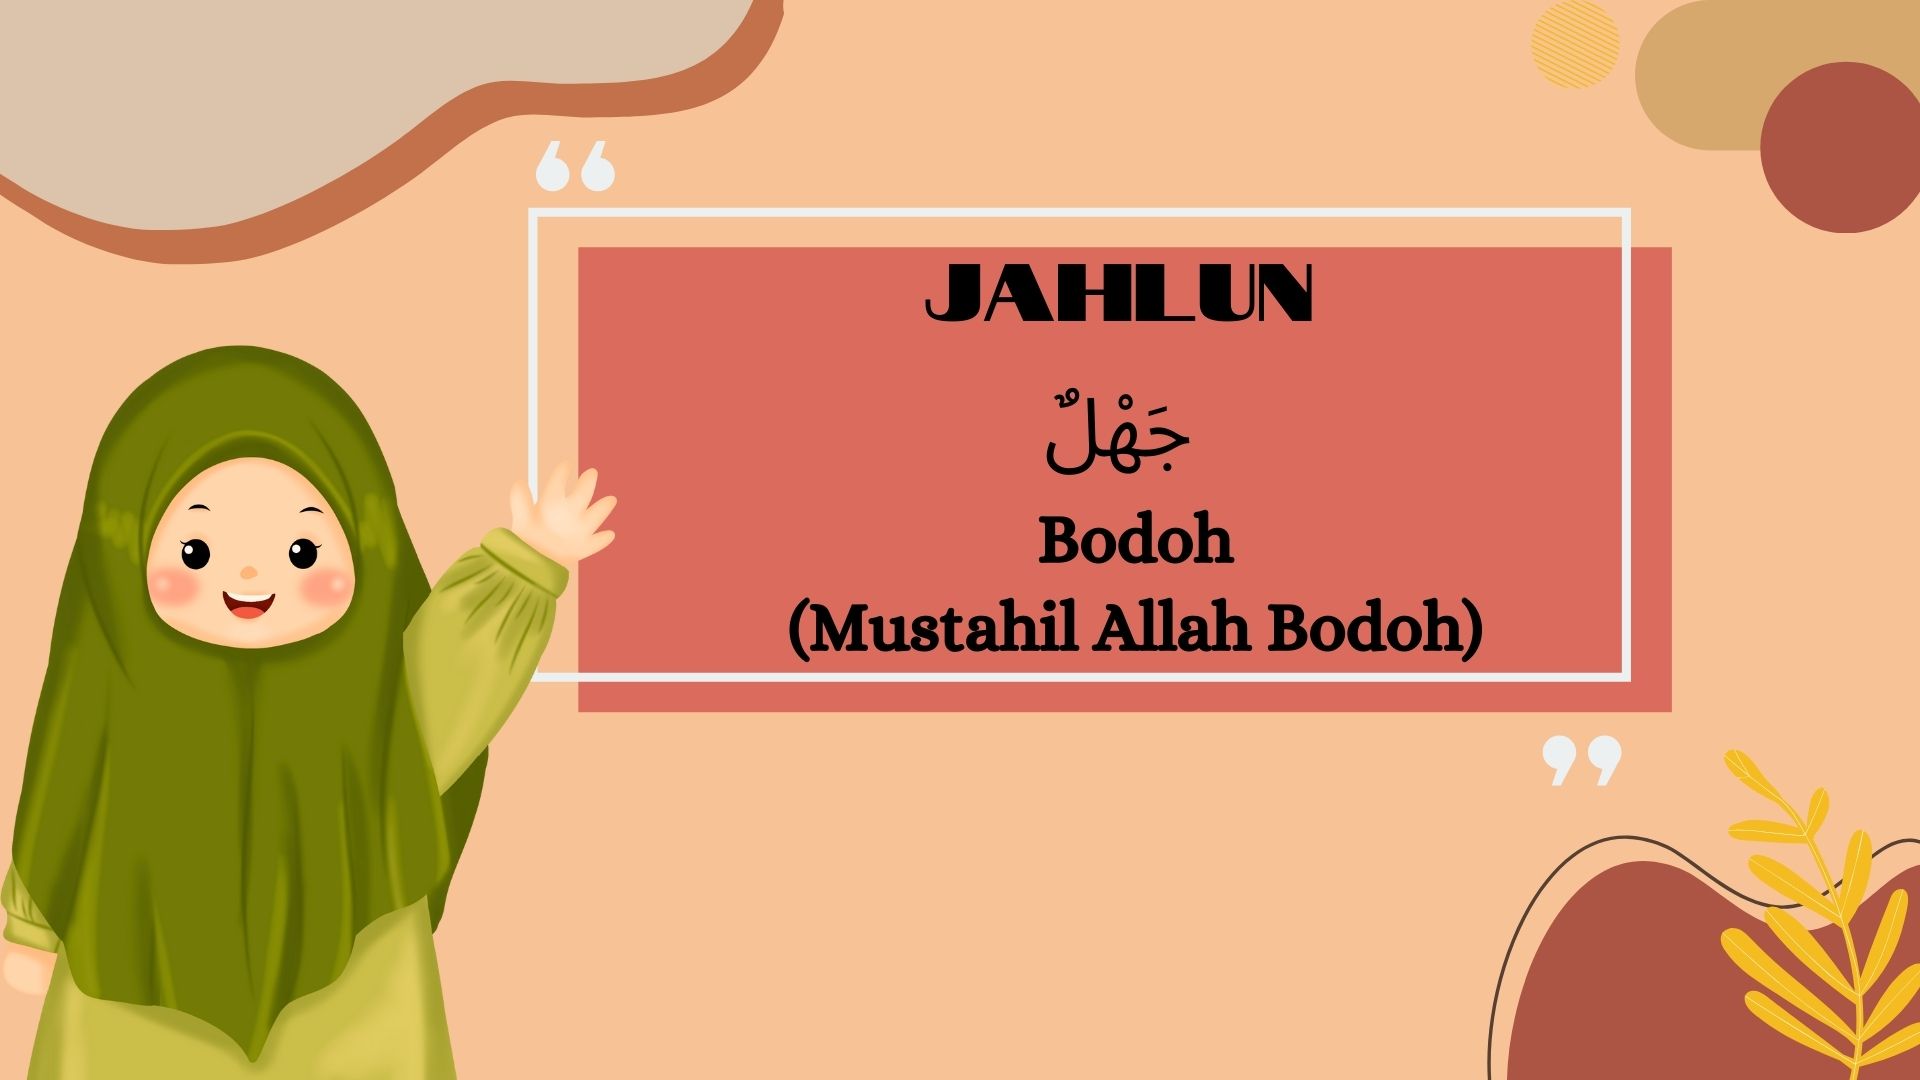 JAHLUN
جَهْلٌ
Bodoh
(Mustahil Allah Bodoh)